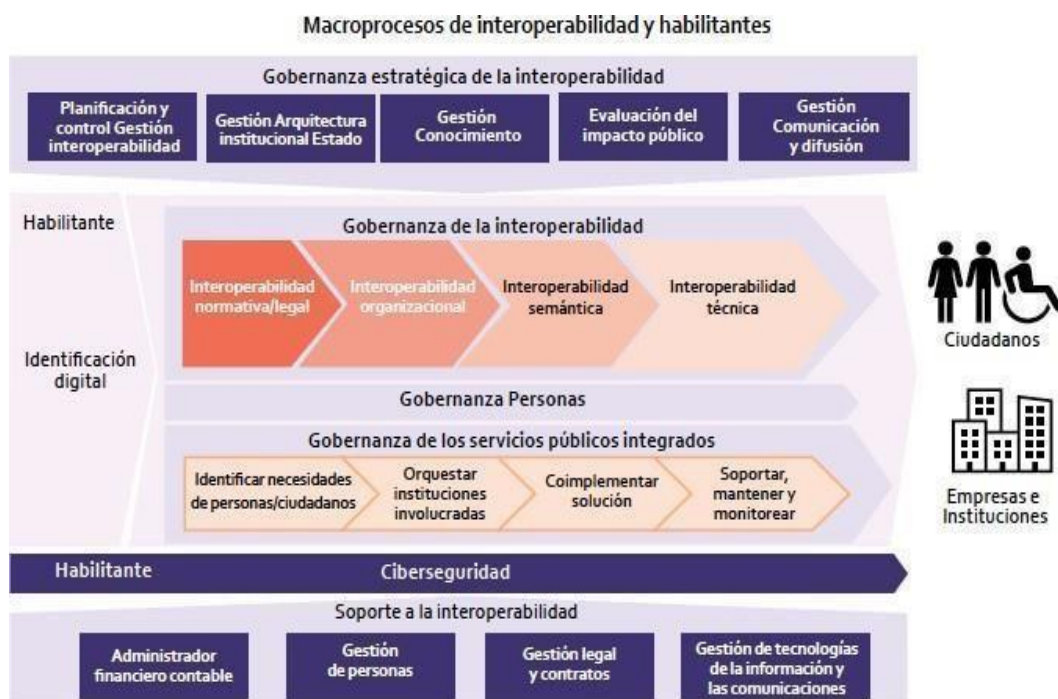 Macroprocesos de interoperabilidad y habilitantes
Gobernanza estratégica de la interoperabilidad
Planificación y
control Gestión
interoperabilidad
Gestión Arquitectura
institucional Estado
Gestión
Conocimiento
Evaluación del
impacto público
Gestión
Comunicación
y difusión
Habilitante
Identificación
digital
Gobernanza de la interoperabilidad
Interoperabilidad
normativa/legal
Interoperabilidad
organizacional
Interoperabilidad
semántica
Interoperabilidad
técnica
Gobernanza Personas
Gobernanza de los servicios públicos integrados
Identificar necesidades
de personas/ciudadanos
Orquestar
instituciones
involucradas
Coimplementar
solución
Soportar,
mantener y
monitorear
Ciudadanos
Empresas e
Instituciones
Habilitante
Ciberseguridad
Soporte a la interoperabilidad
Administrador
financiero contable
Gestión
de personas
Gestión legal
y contratos
Gestión de tecnologías
de la información y
las comunicaciones